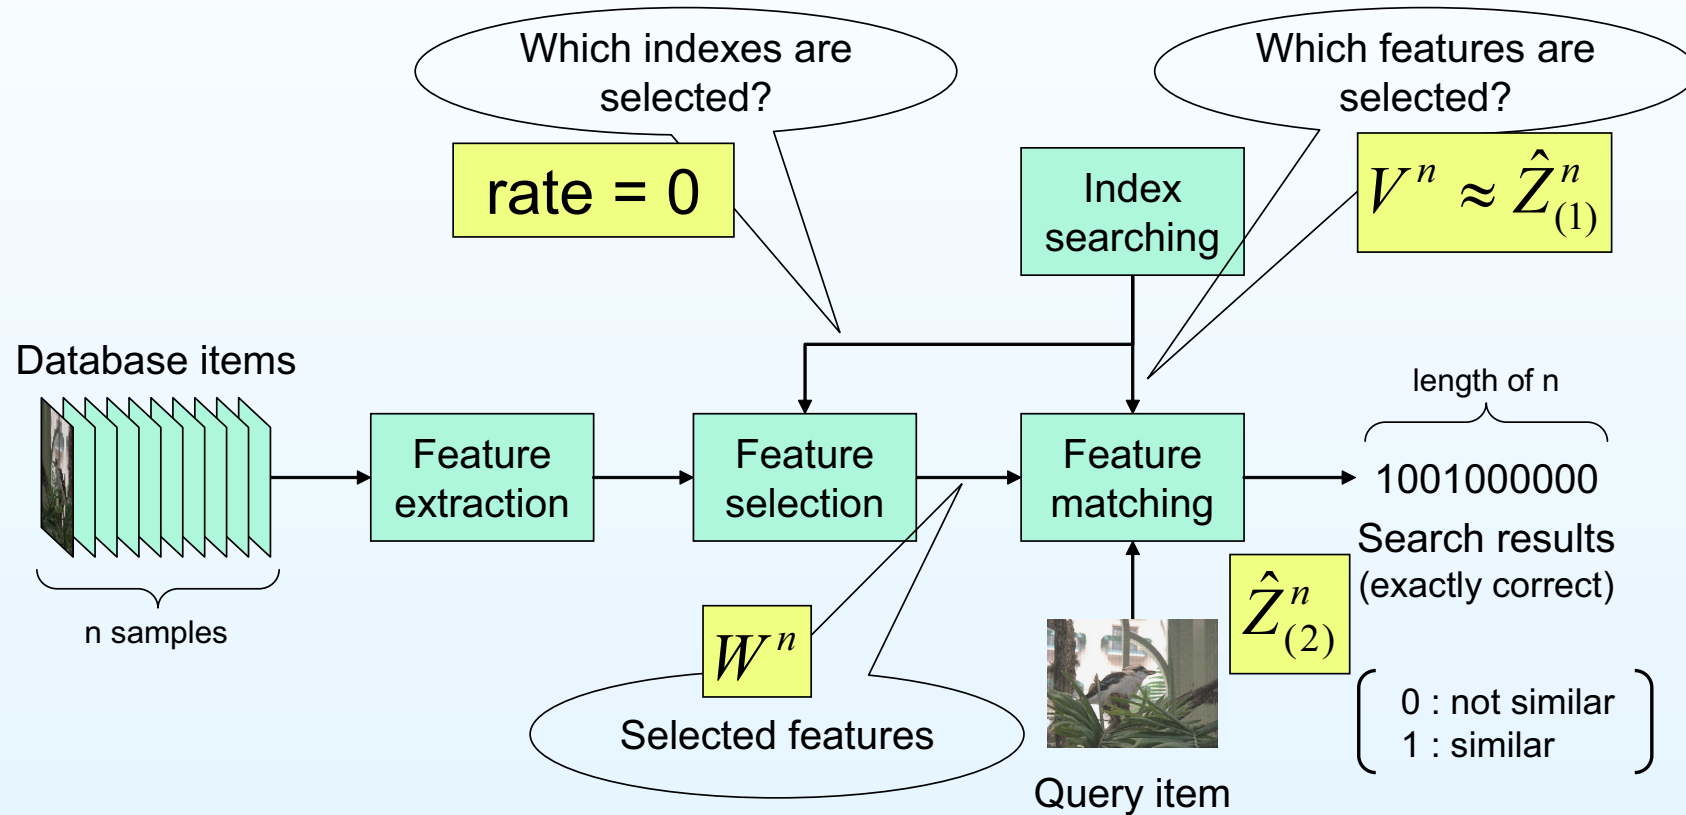 Which indexes are
selected?
Which features are
selected?
rate = 0
Index
searching
V^n ≈ Ẑ^n_(1)
Database items
length of n
Feature
extraction
Feature
selection
Feature
matching
1001000000
Search results
(exactly correct)
n samples
W^n
Selected features
Ẑ^n_(2)
0 : not similar
1 : similar
Query item